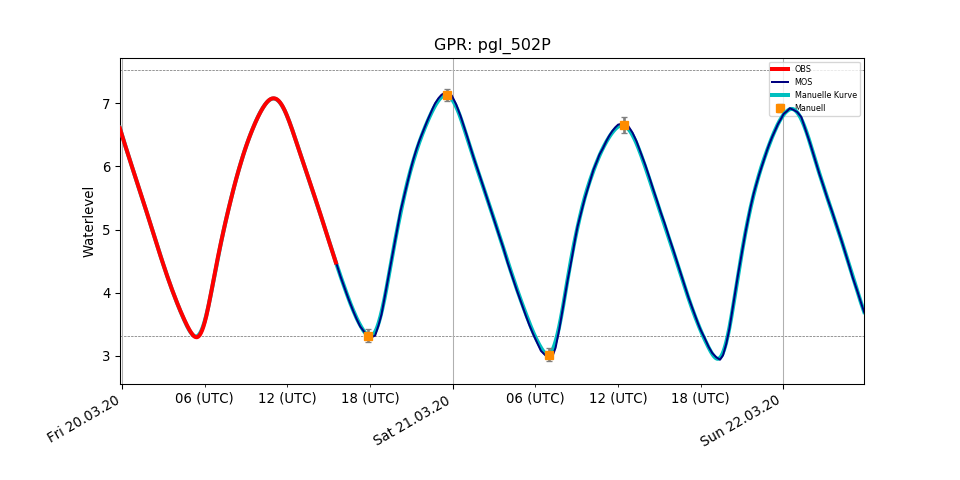 GPR: pgl_502P
OBS
MOS
Manuelle Kurve
Manuell
Waterlevel
7
6
5
4
3
Fri 20.03.20
06 (UTC)
12 (UTC)
18 (UTC)
Sat 21.03.20
06 (UTC)
12 (UTC)
18 (UTC)
Sun 22.03.20